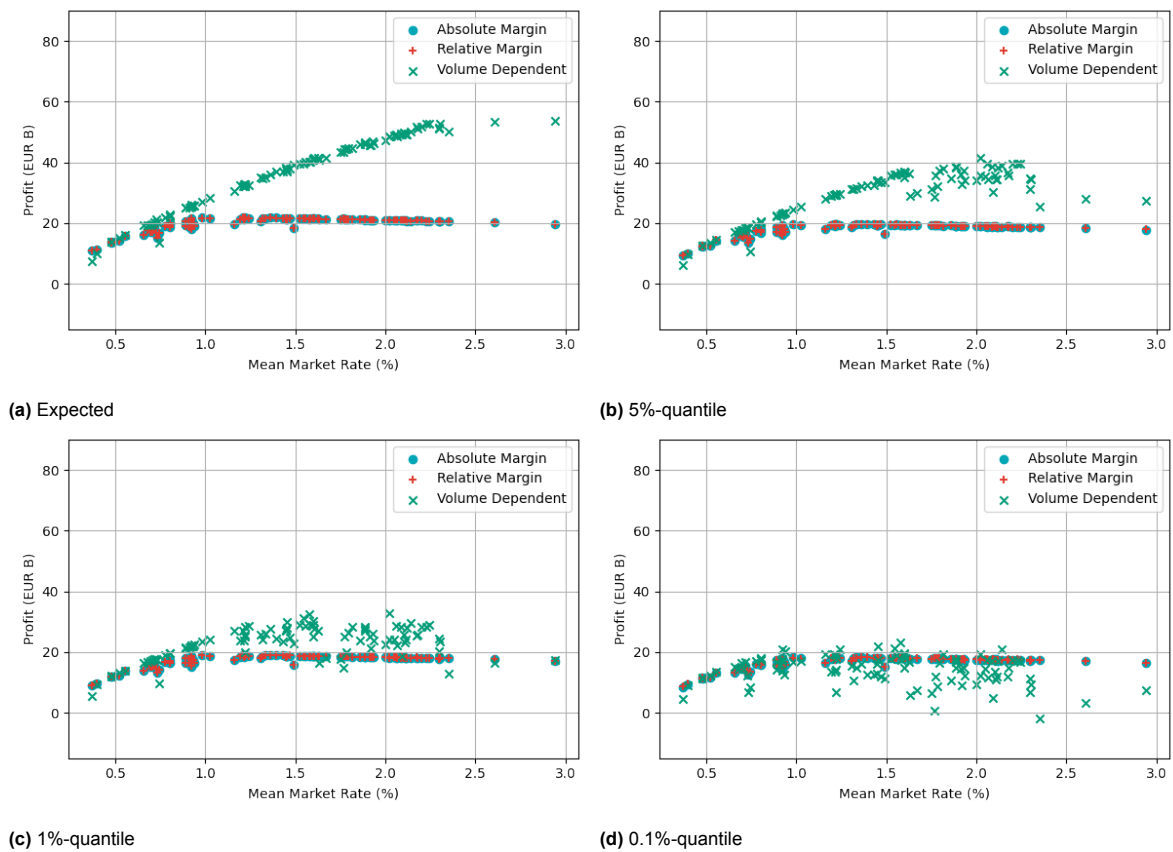 80
60
40
20
0
Profit (EUR B)
Absolute Margin
Relative Margin
Volume Dependent
0.5 1.0 1.5 2.0 2.5 3.0
Mean Market Rate (%)
(a) Expected
80
60
40
20
0
Profit (EUR B)
Absolute Margin
Relative Margin
Volume Dependent
0.5 1.0 1.5 2.0 2.5 3.0
Mean Market Rate (%)
(b) 5%-quantile
80
60
40
20
0
Profit (EUR B)
Absolute Margin
Relative Margin
Volume Dependent
0.5 1.0 1.5 2.0 2.5 3.0
Mean Market Rate (%)
(c) 1%-quantile
80
60
40
20
0
Profit (EUR B)
Absolute Margin
Relative Margin
Volume Dependent
0.5 1.0 1.5 2.0 2.5 3.0
Mean Market Rate (%)
(d) 0.1%-quantile